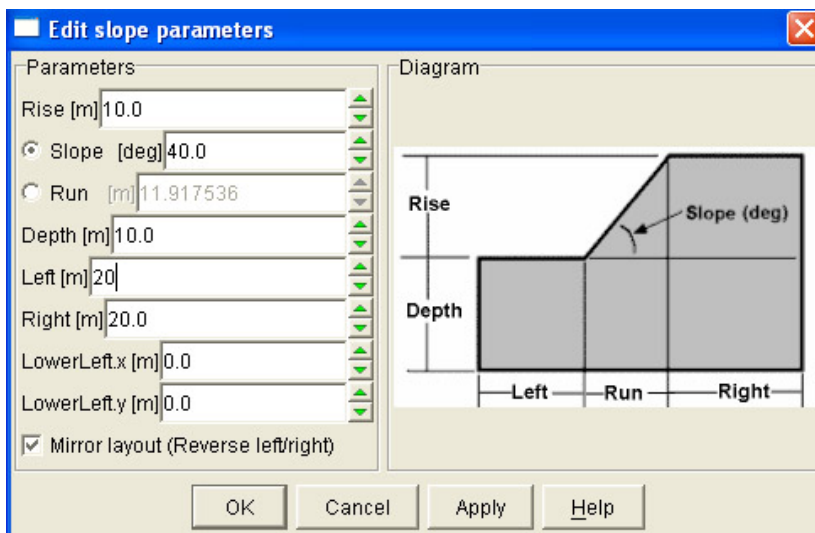 Edit slope parameters
Parameters
Rise [m] 10.0
Slope [deg] 40.0
Run [m] 11.917536
Depth [m] 10.0
Left [m] 20
Right [m] 20.0
LowerLeft.x [m] 0.0
LowerLeft.y [m] 0.0
Mirror layout (Reverse left/right)
Diagram
Rise
Slope (deg)
Depth
Left Run Right
OK Cancel Apply Help